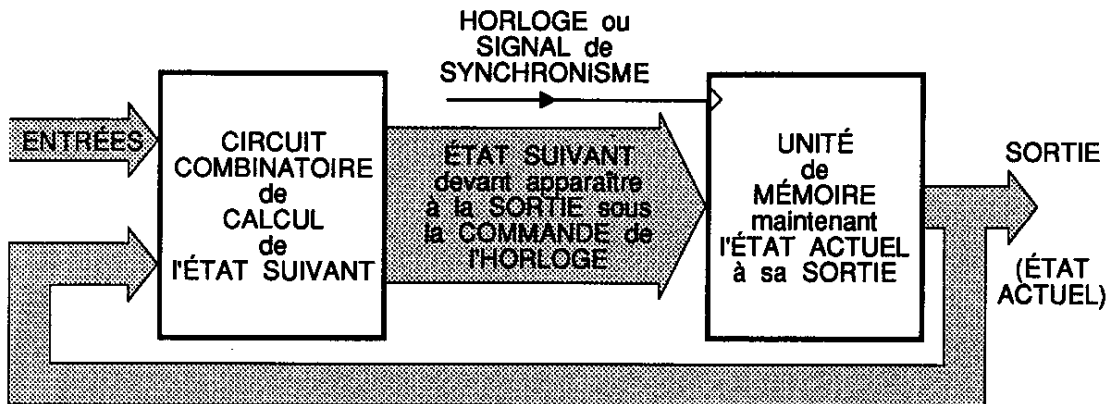 HORLOGE ou
SIGNAL de
SYNCHRONISME
ENTRÉES
CIRCUIT
COMBINATOIRE
de
CALCUL
de
l'ÉTAT SUIVANT
ÉTAT SUIVANT
devant apparaître
à la SORTIE sous
la COMMANDE de
l'HORLOGE
UNITÉ
de
MÉMOIRE
maintenant
l'ÉTAT ACTUEL
à sa SORTIE
SORTIE
(ÉTAT
ACTUEL)